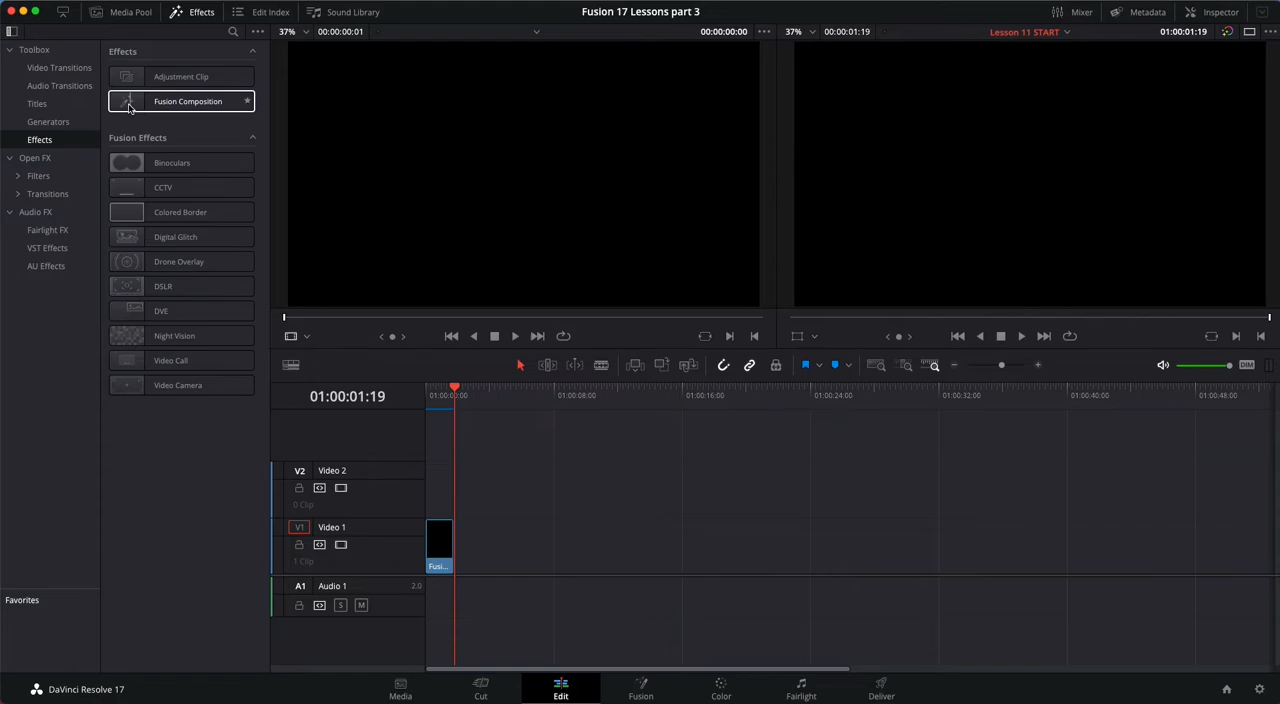 Media Pool
Effects
Edit Index
Sound Library
Fusion 17 Lessons part 3
Mixer
Metadata
Inspector
37%
00:00:00:01
00:00:00:00
37%
00:00:01:19
Lesson 11 START
01:00:01:19
Toolbox
Video Transitions
Audio Transitions
Titles
Generators
Effects
Open FX
Filters
Transitions
Audio FX
Fairlight FX
VST Effects
AU Effects
Favorites
Effects
Adjustment Clip
Fusion Composition
Fusion Effects
Binoculars
CCTV
Colored Border
Digital Glitch
Drone Overlay
DSLR
DVE
Night Vision
Video Call
Video Camera
DIM
01:00:01:19
01:00:00:00
01:00:08:00
01:00:16:00
01:00:24:00
01:00:32:00
01:00:40:00
01:00:48:00
V2 Video 2
0 Clip
V1 Video 1
1 Clip
Fusi...
A1 Audio 1 2.0
S M
DaVinci Resolve 17
Media
Cut
Edit
Fusion
Color
Fairlight
Deliver